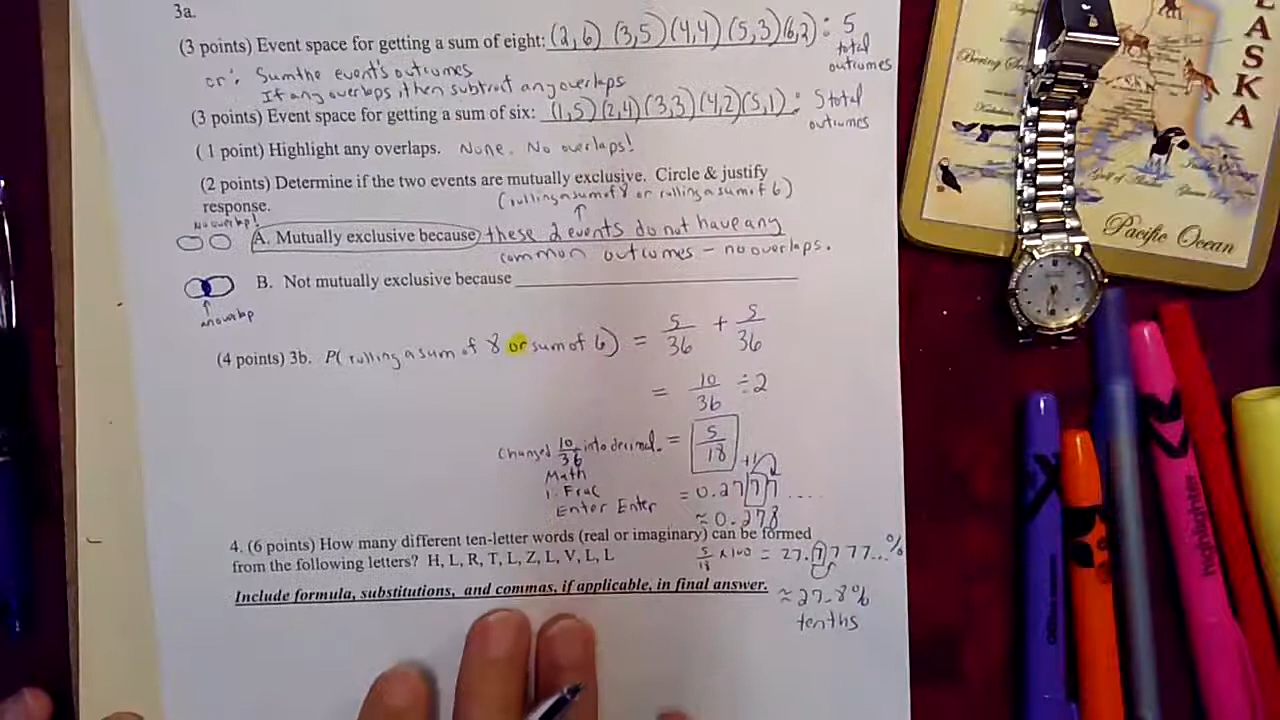 3a.
(3 points) Event space for getting a sum of eight: (2,6) (3,5) (4,4) (5,3) (6,2) : 5
total
outcomes
or: Sum the event's outcomes
If any overlaps, then subtract any overlaps
(3 points) Event space for getting a sum of six: (1,5) (2,4) (3,3) (4,2) (5,1) : 5 total
outcomes
(1 point) Highlight any overlaps. None. No overlaps!
(2 points) Determine if the two events are mutually exclusive. Circle & justify
response.
(rolling a sum of 8 or rolling a sum of 6)
No overlap!
A. Mutually exclusive because these 2 events do not have any
common outcomes – no overlaps.
B. Not mutually exclusive because
an overlap
(4 points) 3b. P(rolling a sum of 8 or sum of 6) = 5/36 + 5/36
= 10/36 ÷2
Changed 10/36 into decimal. = 5/18
Math
1. Frac
+1
Enter Enter = 0.27777....
≈ 0.278
4. (6 points) How many different ten-letter words (real or imaginary) can be formed
from the following letters? H, L, R, T, L, Z, L, V, L, L
5/18 x 100 = 27.7777...%
Include formula, substitutions, and commas, if applicable, in final answer.
≈ 27.8%
tenths
LASKA
Bering
Gulf of Alaska
Pacific Ocean
highlighter